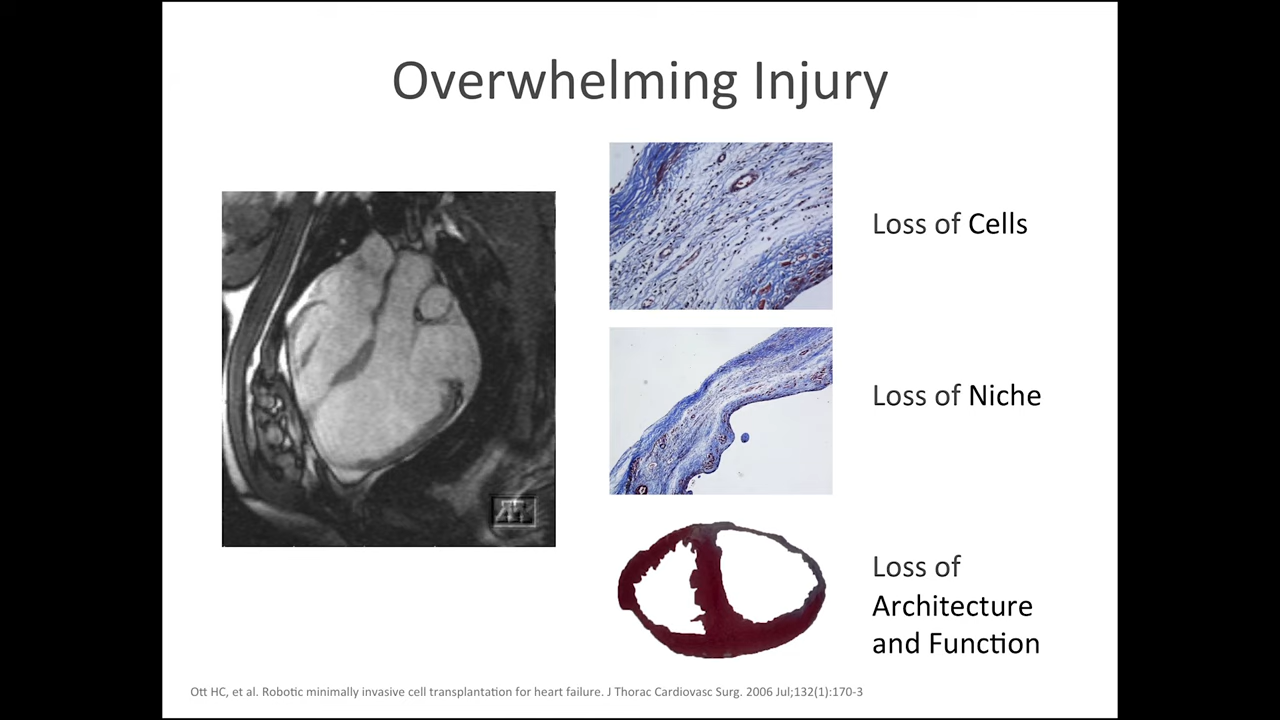 Overwhelming Injury
Loss of Cells
Loss of Niche
Loss of
Architecture
and Function
Ott HC, et al. Robotic minimally invasive cell transplantation for heart failure. J Thorac Cardiovasc Surg. 2006 Jul;132(1):170-3